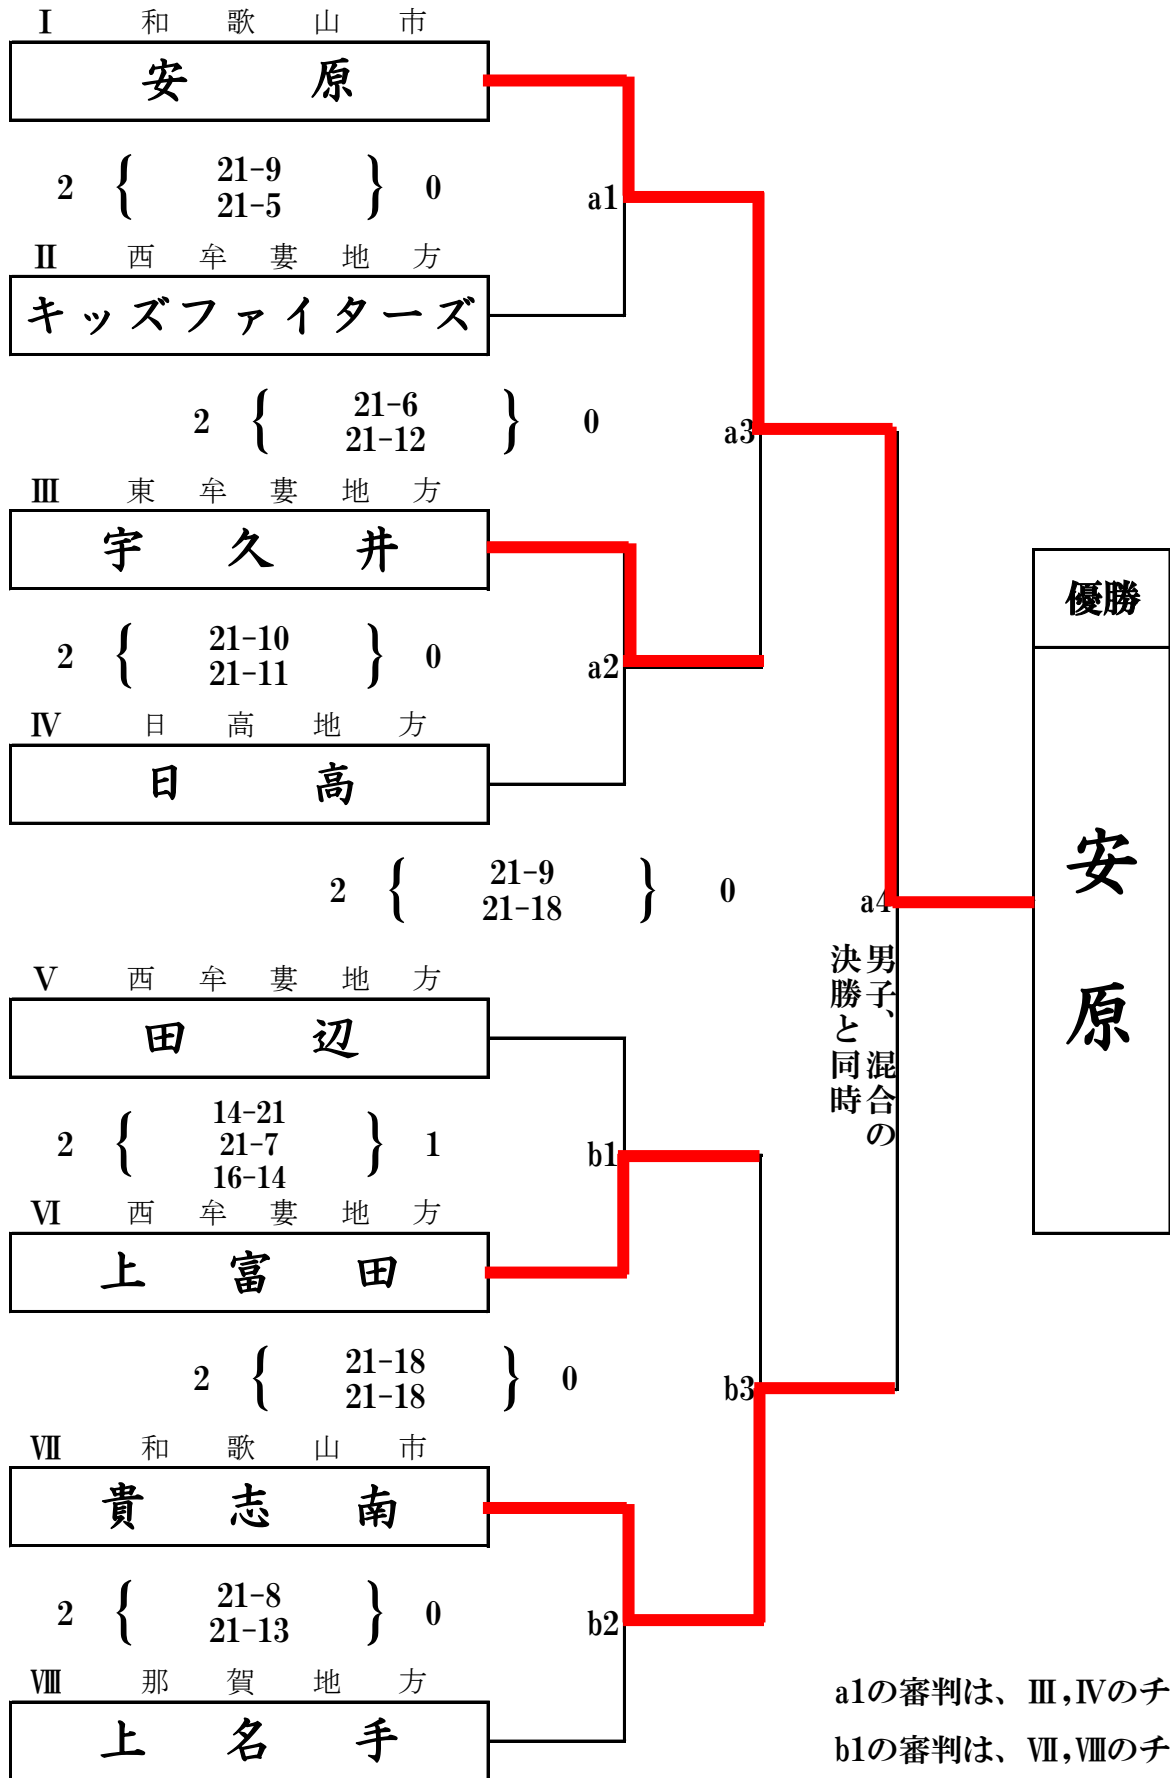 Ⅰ 和歌山市
安原
2 { 21-9 } 0
21-5
a1
Ⅱ 西牟婁地方
キッズファイターズ
2 { 21-6 } 0
21-12
a3
Ⅲ 東牟婁地方
宇久井
2 { 21-10 } 0
21-11
a2
Ⅳ 日高地方
日高
優勝
安原
2 { 21-9 } 0
21-18
a4
男子、混合の
決勝と同時
Ⅴ 西牟婁地方
田辺
14-21
2 { 21-7 } 1
16-14
b1
Ⅵ 西牟婁地方
上富田
2 { 21-18 } 0
21-18
b3
Ⅶ 和歌山市
貴志南
2 { 21-8 } 0
21-13
b2
Ⅷ 那賀地方
上名手
a1の審判は、Ⅲ,Ⅳのチ
b1の審判は、Ⅶ,Ⅷのチ